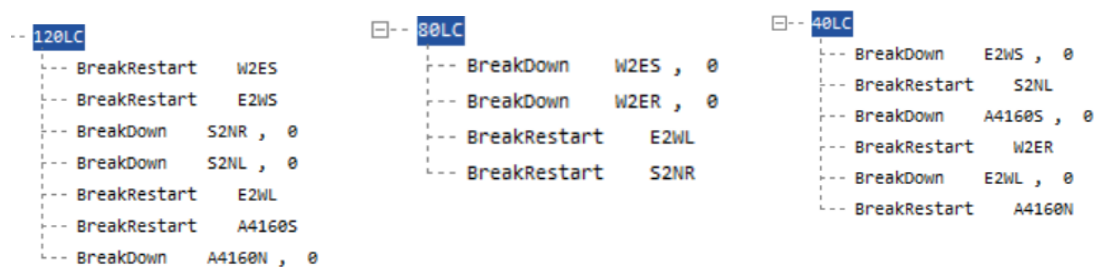 120LC
BreakRestart W2ES
BreakRestart E2WS
BreakDown S2NR , 0
BreakDown S2NL , 0
BreakRestart E2WL
BreakRestart A4160S
BreakDown A4160N , 0
80LC
BreakDown W2ES , 0
BreakDown W2ER , 0
BreakRestart E2WL
BreakRestart S2NR
40LC
BreakDown E2WS , 0
BreakRestart S2NL
BreakDown A4160S , 0
BreakRestart W2ER
BreakDown E2WL , 0
BreakRestart A4160N